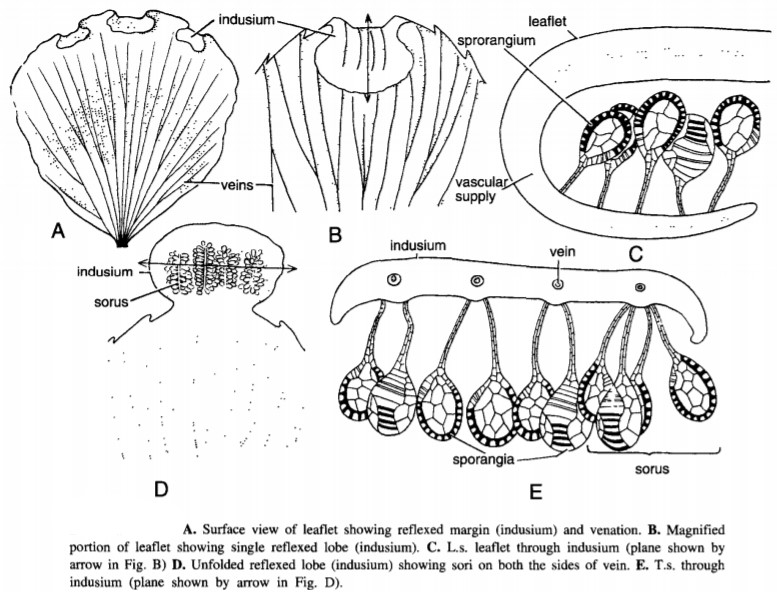 indusium
leaflet
sprorangium
veins
vascular
supply
A
B
C
indusium
sorus
indusium
vein
sporangia
sorus
D
E
A. Surface view of leaflet showing reflexed margin (indusium) and venation. B. Magnified
portion of leaflet showing single reflexed lobe (indusium). C. L.s. leaflet through indusium (plane shown by
arrow in Fig. B) D. Unfolded reflexed lobe (indusium) showing sori on both the sides of vein. E. T.s. through
indusium (plane shown by arrow in Fig. D).